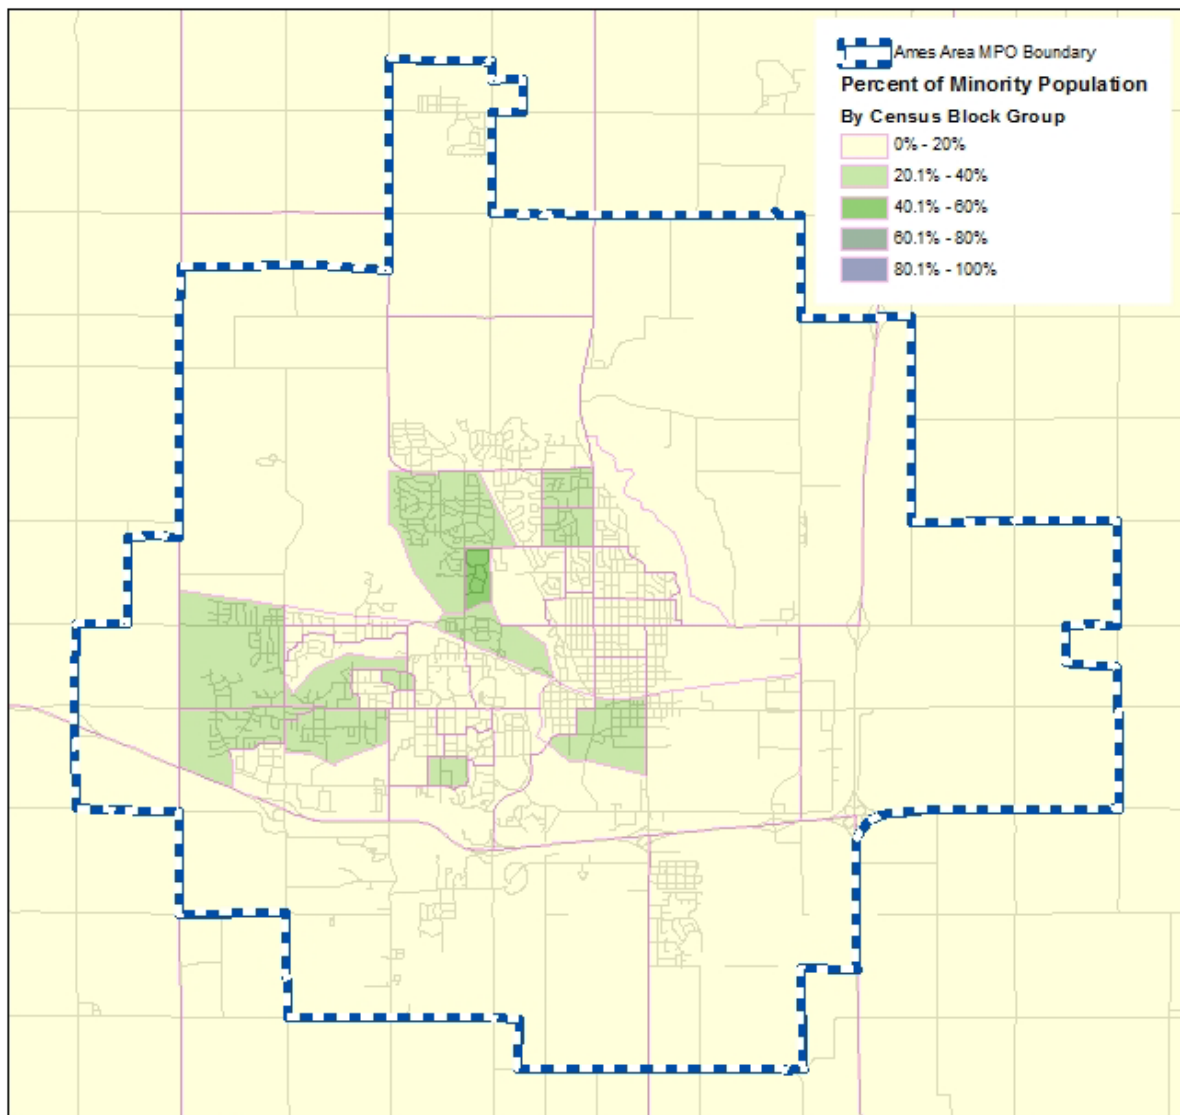 Ames Area MPO Boundary
Percent of Minority Population
By Census Block Group
0% - 20%
20.1% - 40%
40.1% - 60%
60.1% - 80%
80.1% - 100%